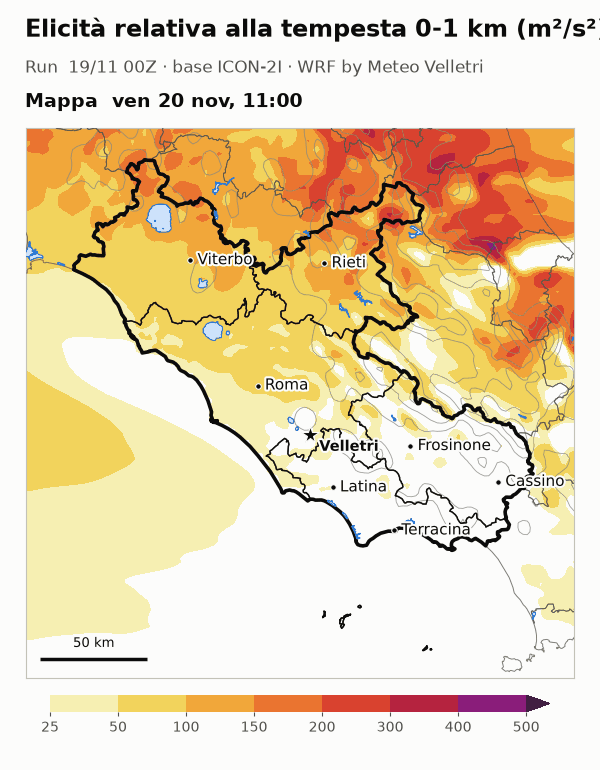 Elicità relativa alla tempesta 0-1 km (m²/s²)
Run 19/11 00Z · base ICON-2I · WRF by Meteo Velletri
Mappa ven 20 nov, 11:00
Viterbo
Rieti
Roma
Velletri
Frosinone
Latina
Cassino
Terracina
50 km
25 50 100 150 200 300 400 500